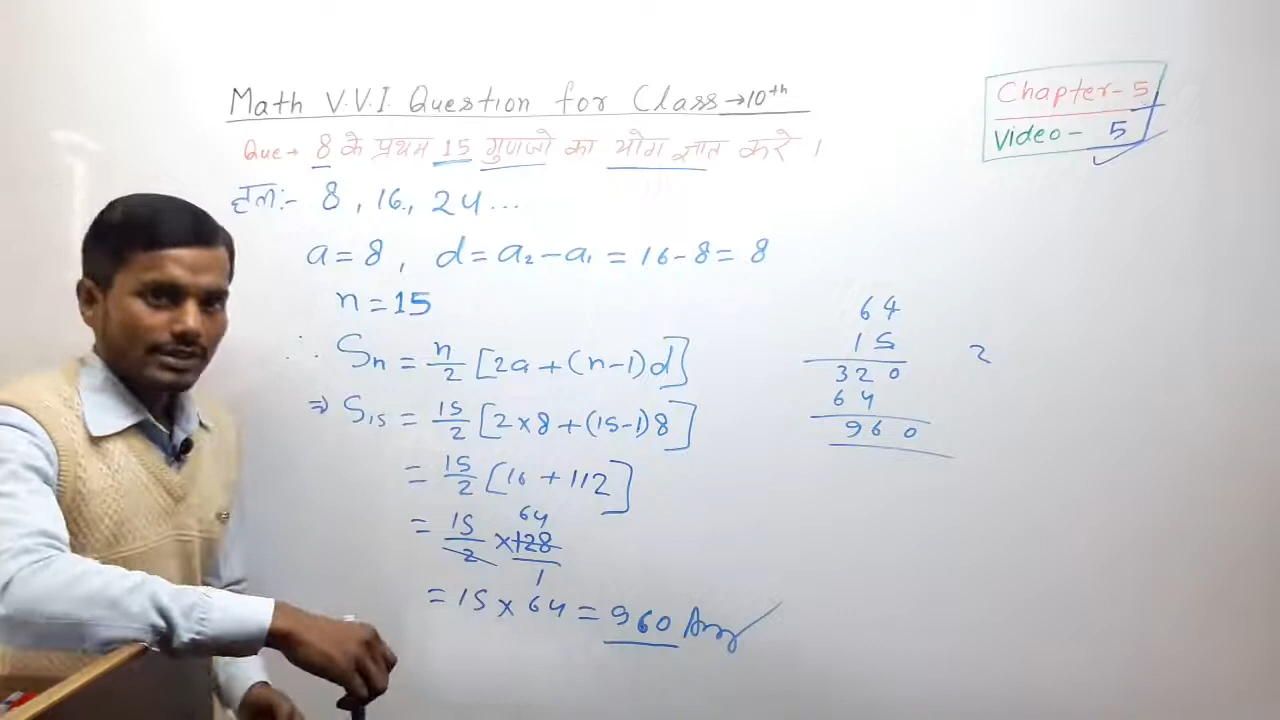 Math V.V.I. Question for Class→10th
Chapter-5
Video-5
Que→ 8 के प्रथम 15 गुणजो का योग ज्ञात करे ।
हल:- 8, 16, 24...
a=8, d=a₂-a₁=16-8=8
n=15
∴ Sn = n/2 [2a+(n-1)d]
⇒ S15 = 15/2 [2×8+(15-1)8]
= 15/2 [16+112]
64
= 15/2 × 128/1
= 15×64 = 960 Ans
64
15
320
64
960
2